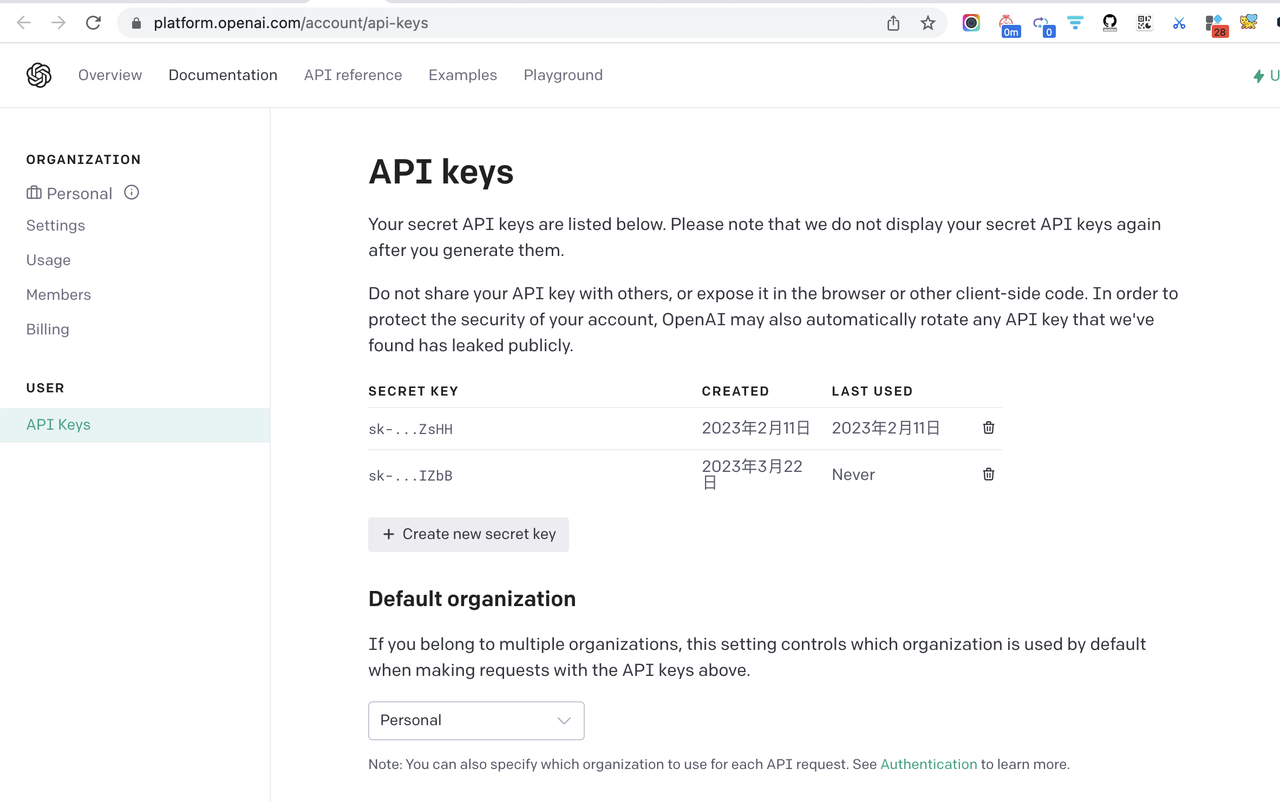 platform.openai.com/account/api-keys
0m
0
28
Overview
Documentation
API reference
Examples
Playground
U
ORGANIZATION
Personal
Settings
Usage
Members
Billing
USER
API Keys
API keys
Your secret API keys are listed below. Please note that we do not display your secret API keys again
after you generate them.
Do not share your API key with others, or expose it in the browser or other client-side code. In order to
protect the security of your account, OpenAI may also automatically rotate any API key that we've
found has leaked publicly.
SECRET KEY CREATED LAST USED
sk-...ZsHH 2023年2月11日 2023年2月11日
sk-...IZbB 2023年3月22 Never
日
+ Create new secret key
Default organization
If you belong to multiple organizations, this setting controls which organization is used by default
when making requests with the API keys above.
Personal
Note: You can also specify which organization to use for each API request. See Authentication to learn more.